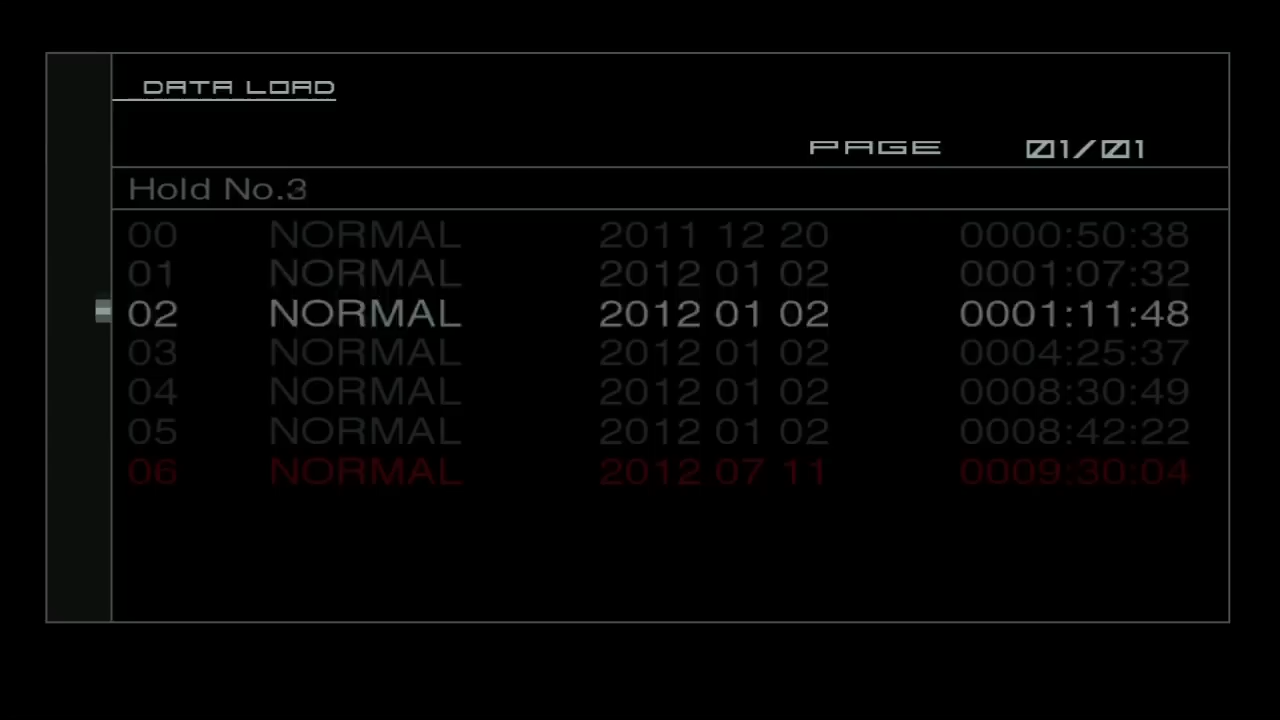 DATA LOAD
PAGE 01/01
Hold No.3
00 NORMAL 2011 12 20 0000:50:38
01 NORMAL 2012 01 02 0001:07:32
02 NORMAL 2012 01 02 0001:11:48
03 NORMAL 2012 01 02 0004:25:37
04 NORMAL 2012 01 02 0008:30:49
05 NORMAL 2012 01 02 0008:42:22
06 NORMAL 2012 07 11 0009:30:04